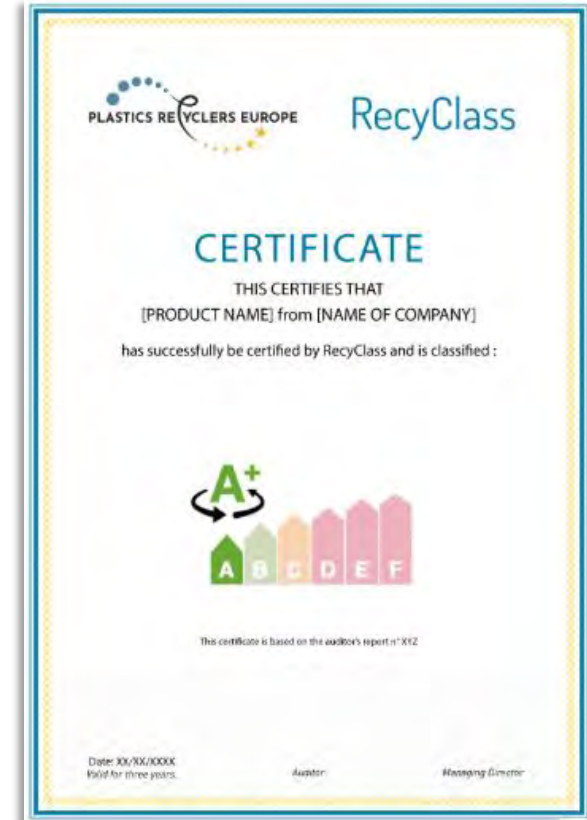 PLASTICS RECYCLERS EUROPE
RecyClass
CERTIFICATE
THIS CERTIFIES THAT
[PRODUCT NAME] from [NAME OF COMPANY]
has successfully be certified by RecyClass and is classified :
A+
A B C D E F
This certificate is based on the auditor's report n° XYZ
Date: XX/XX/XXXX
Valid for three years.
Auditor
Managing Director